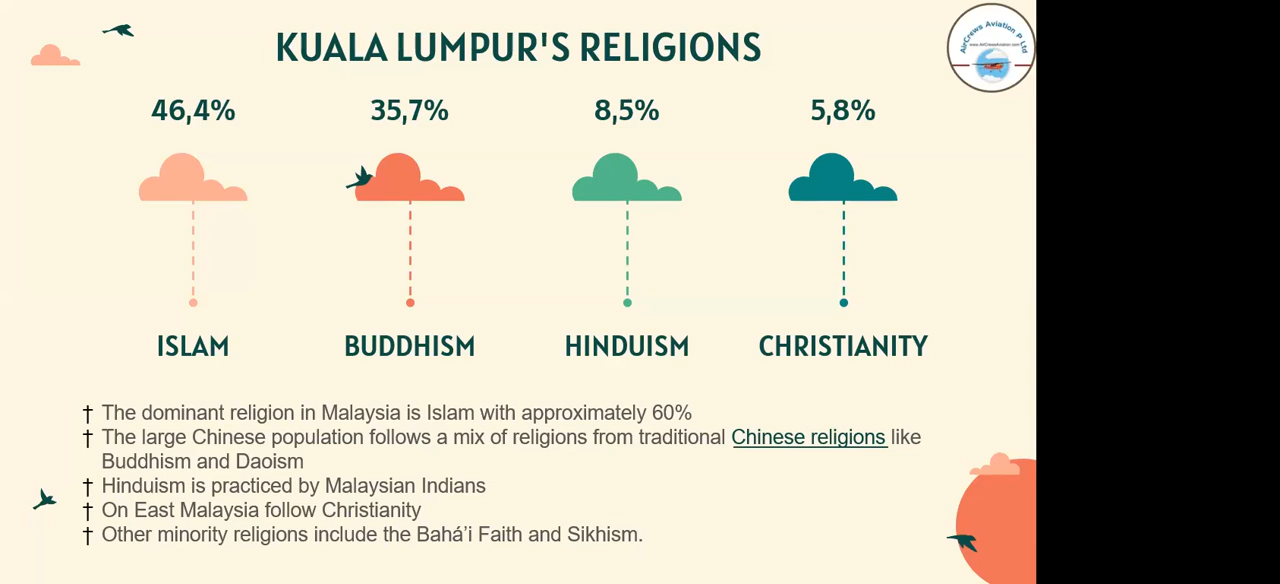 KUALA LUMPUR'S RELIGIONS
AirCrews Aviation P Ltd
www.AirCrewsAviation.com
46,4% 35,7% 8,5% 5,8%
ISLAM BUDDHISM HINDUISM CHRISTIANITY
† The dominant religion in Malaysia is Islam with approximately 60%
† The large Chinese population follows a mix of religions from traditional Chinese religions like
Buddhism and Daoism
† Hinduism is practiced by Malaysian Indians
† On East Malaysia follow Christianity
† Other minority religions include the Bahá’i Faith and Sikhism.